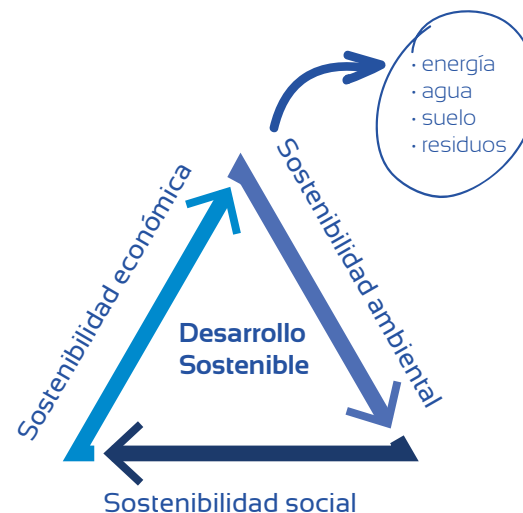 · energía
· agua
· suelo
· residuos
Sostenibilidad económica
Sostenibilidad ambiental
Desarrollo
Sostenible
Sostenibilidad social